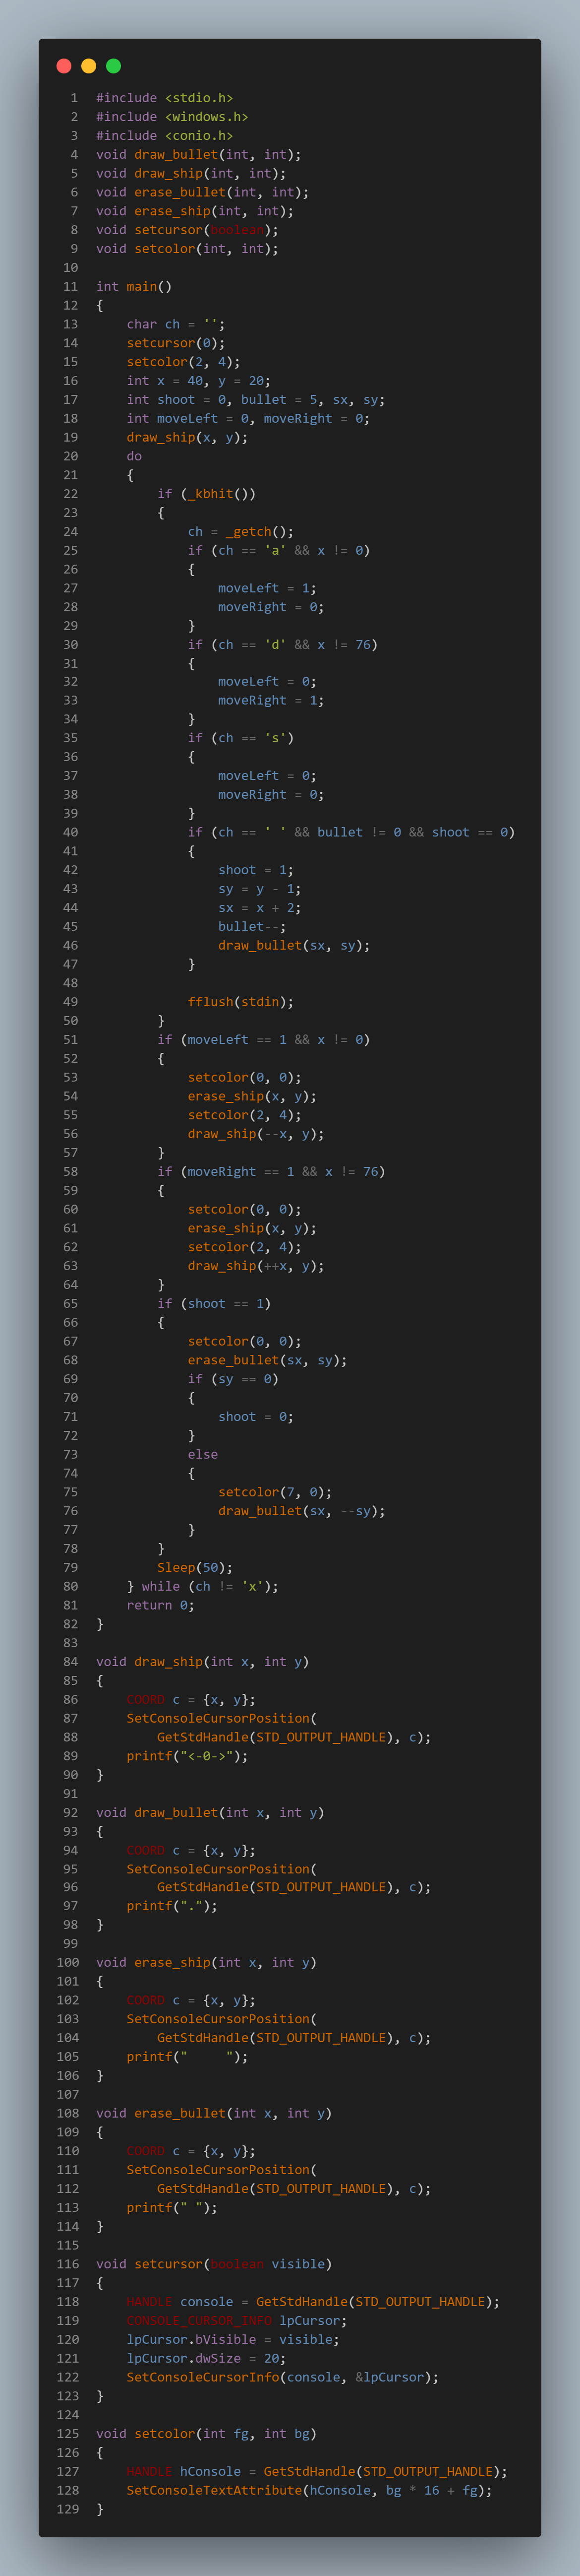 1 #include <stdio.h>
2 #include <windows.h>
3 #include <conio.h>
4 void draw_bullet(int, int);
5 void draw_ship(int, int);
6 void erase_bullet(int, int);
7 void erase_ship(int, int);
8 void setcursor(boolean);
9 void setcolor(int, int);
10
11 int main()
12 {
13     char ch = '';
14     setcursor(0);
15     setcolor(2, 4);
16     int x = 40, y = 20;
17     int shoot = 0, bullet = 5, sx, sy;
18     int moveLeft = 0, moveRight = 0;
19     draw_ship(x, y);
20     do
21     {
22         if (_kbhit())
23         {
24             ch = _getch();
25             if (ch == 'a' && x != 0)
26             {
27                 moveLeft = 1;
28                 moveRight = 0;
29             }
30             if (ch == 'd' && x != 76)
31             {
32                 moveLeft = 0;
33                 moveRight = 1;
34             }
35             if (ch == 's')
36             {
37                 moveLeft = 0;
38                 moveRight = 0;
39             }
40             if (ch == ' ' && bullet != 0 && shoot == 0)
41             {
42                 shoot = 1;
43                 sy = y - 1;
44                 sx = x + 2;
45                 bullet--;
46                 draw_bullet(sx, sy);
47             }
48
49             fflush(stdin);
50         }
51         if (moveLeft == 1 && x != 0)
52         {
53             setcolor(0, 0);
54             erase_ship(x, y);
55             setcolor(2, 4);
56             draw_ship(--x, y);
57         }
58         if (moveRight == 1 && x != 76)
59         {
60             setcolor(0, 0);
61             erase_ship(x, y);
62             setcolor(2, 4);
63             draw_ship(++x, y);
64         }
65         if (shoot == 1)
66         {
67             setcolor(0, 0);
68             erase_bullet(sx, sy);
69             if (sy == 0)
70             {
71                 shoot = 0;
72             }
73             else
74             {
75                 setcolor(7, 0);
76                 draw_bullet(sx, --sy);
77             }
78         }
79         Sleep(50);
80     } while (ch != 'x');
81     return 0;
82 }
83
84 void draw_ship(int x, int y)
85 {
86     COORD c = {x, y};
87     SetConsoleCursorPosition(
88         GetStdHandle(STD_OUTPUT_HANDLE), c);
89     printf("<-0->");
90 }
91
92 void draw_bullet(int x, int y)
93 {
94     COORD c = {x, y};
95     SetConsoleCursorPosition(
96         GetStdHandle(STD_OUTPUT_HANDLE), c);
97     printf(".");
98 }
99
100 void erase_ship(int x, int y)
101 {
102     COORD c = {x, y};
103     SetConsoleCursorPosition(
104         GetStdHandle(STD_OUTPUT_HANDLE), c);
105     printf("     ");
106 }
107
108 void erase_bullet(int x, int y)
109 {
110     COORD c = {x, y};
111     SetConsoleCursorPosition(
112         GetStdHandle(STD_OUTPUT_HANDLE), c);
113     printf(" ");
114 }
115
116 void setcursor(boolean visible)
117 {
118     HANDLE console = GetStdHandle(STD_OUTPUT_HANDLE);
119     CONSOLE_CURSOR_INFO lpCursor;
120     lpCursor.bVisible = visible;
121     lpCursor.dwSize = 20;
122     SetConsoleCursorInfo(console, &lpCursor);
123 }
124
125 void setcolor(int fg, int bg)
126 {
127     HANDLE hConsole = GetStdHandle(STD_OUTPUT_HANDLE);
128     SetConsoleTextAttribute(hConsole, bg * 16 + fg);
129 }